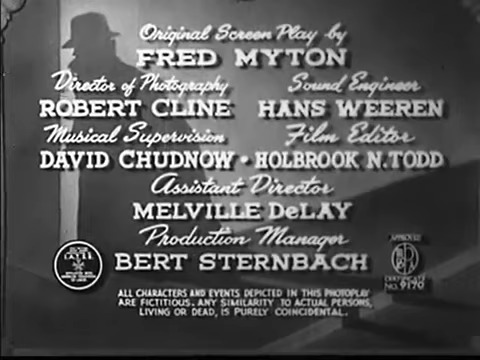 Original Screen Play by
FRED MYTON
Director of Photography Sound Engineer
ROBERT CLINE HANS WEEREN
Musical Supervision Film Editor
DAVID CHUDNOW • HOLBROOK N. TODD
Assistant Director
MELVILLE DeLAY
Production Manager
BERT STERNBACH
APPROVED
CERTIFICATE
NO. 9170
ALL CHARACTERS AND EVENTS DEPICTED IN THIS PHOTOPLAY
ARE FICTITIOUS. ANY SIMILARITY TO ACTUAL PERSONS,
LIVING OR DEAD, IS PURELY COINCIDENTAL.